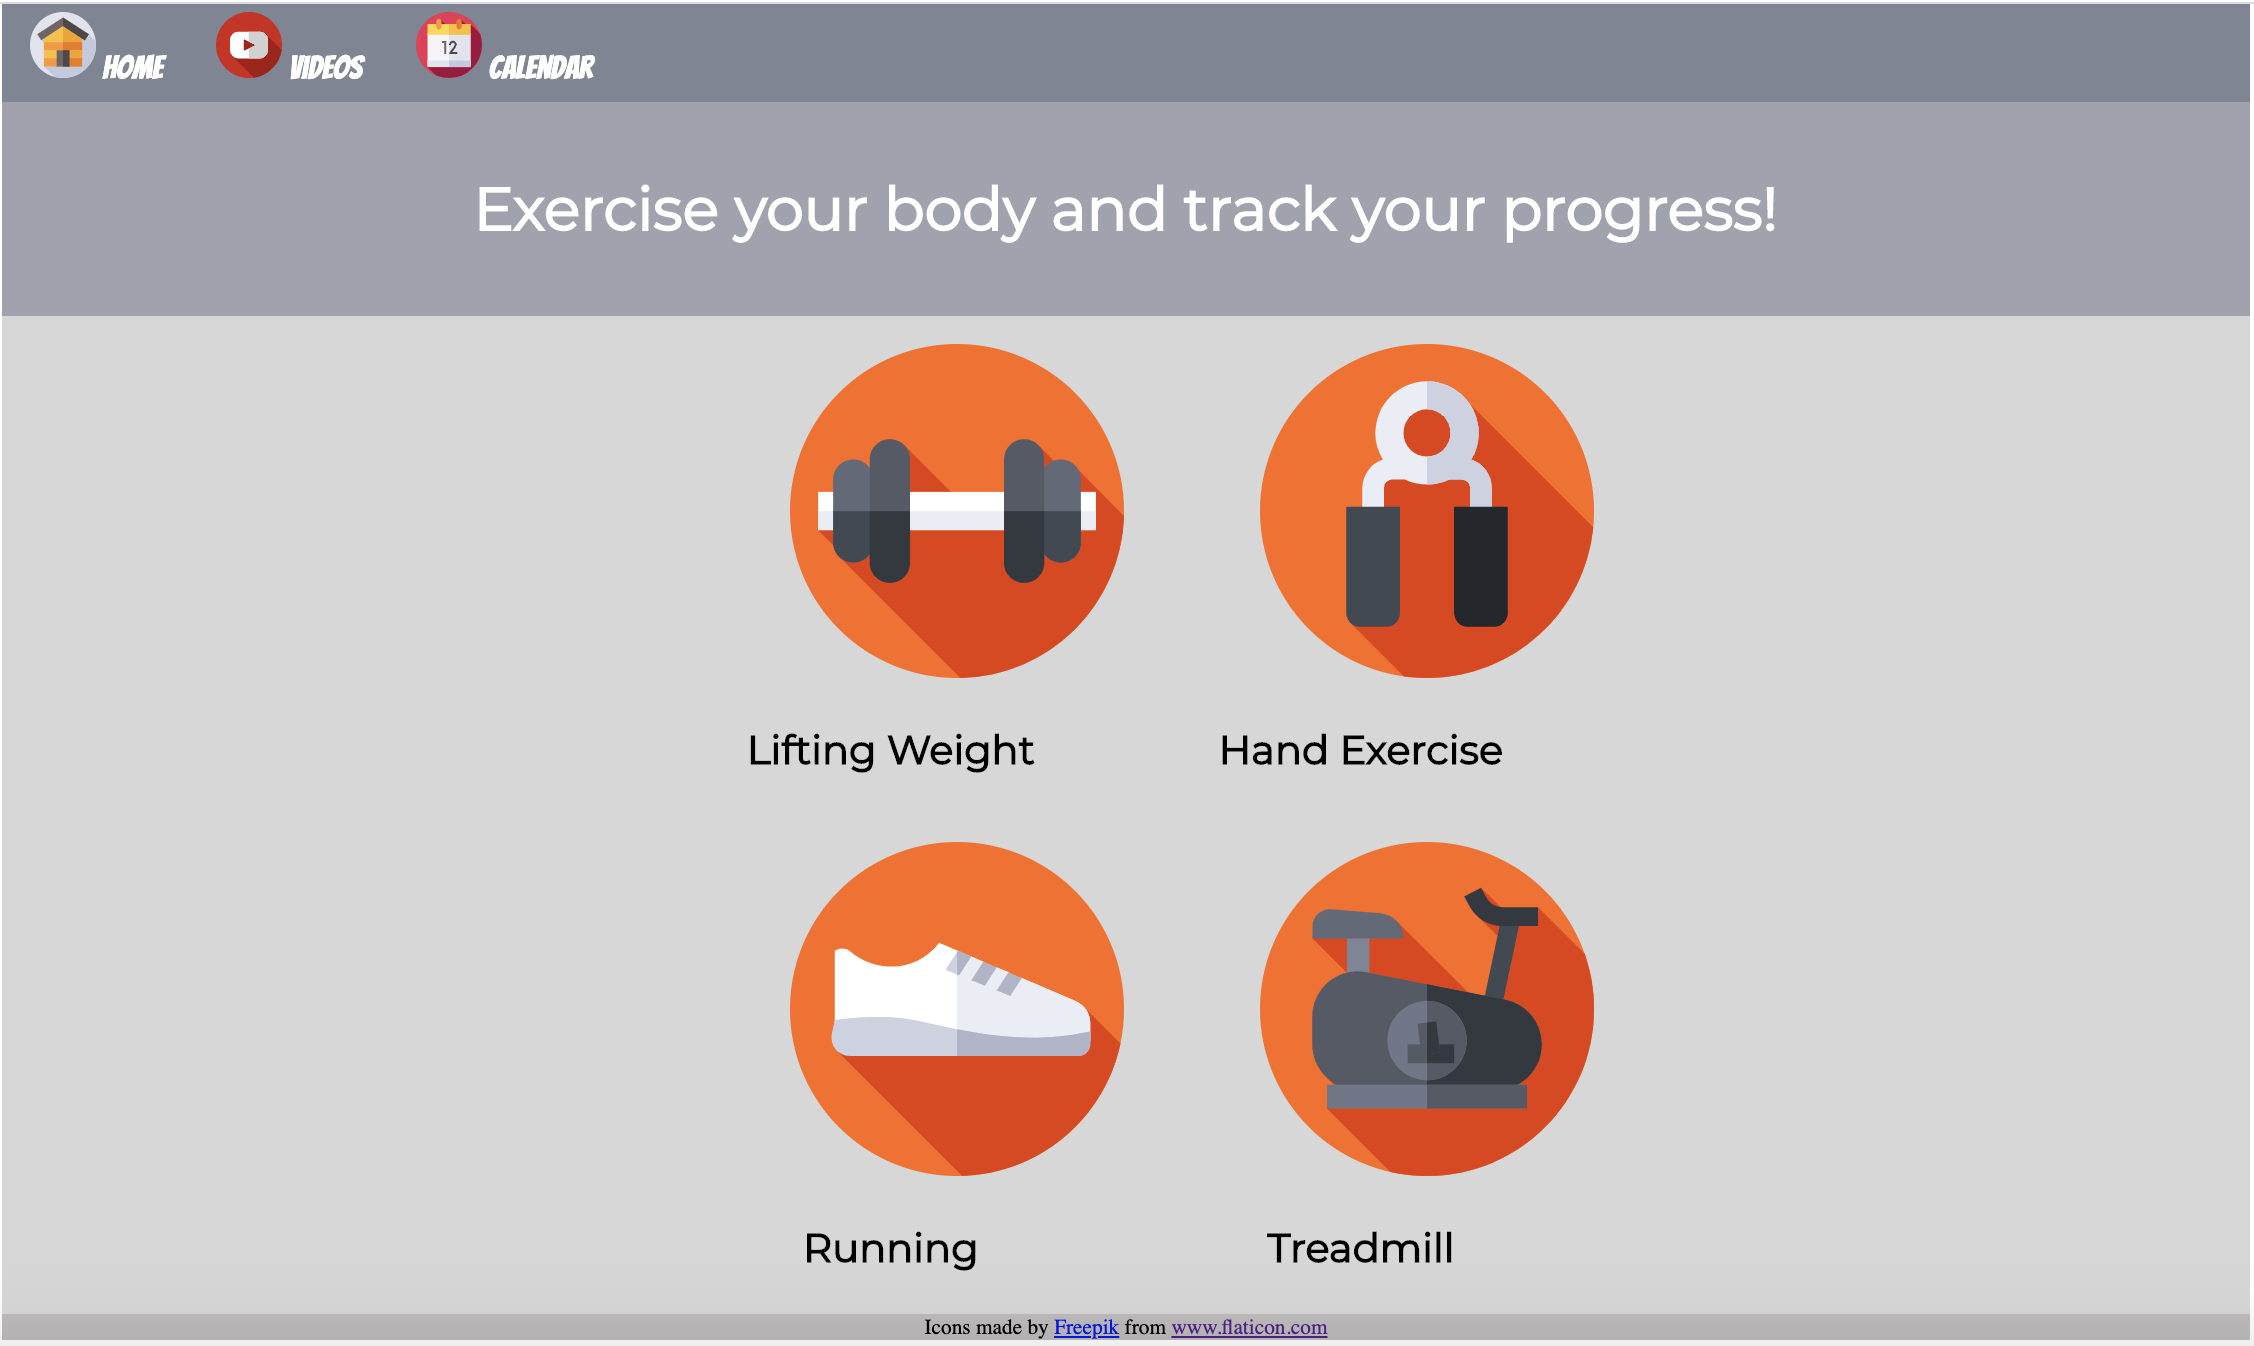 HOME VIDEOS 12 CALENDAR
Exercise your body and track your progress!
Lifting Weight Hand Exercise
Running Treadmill
Icons made by Freepik from www.flaticon.com